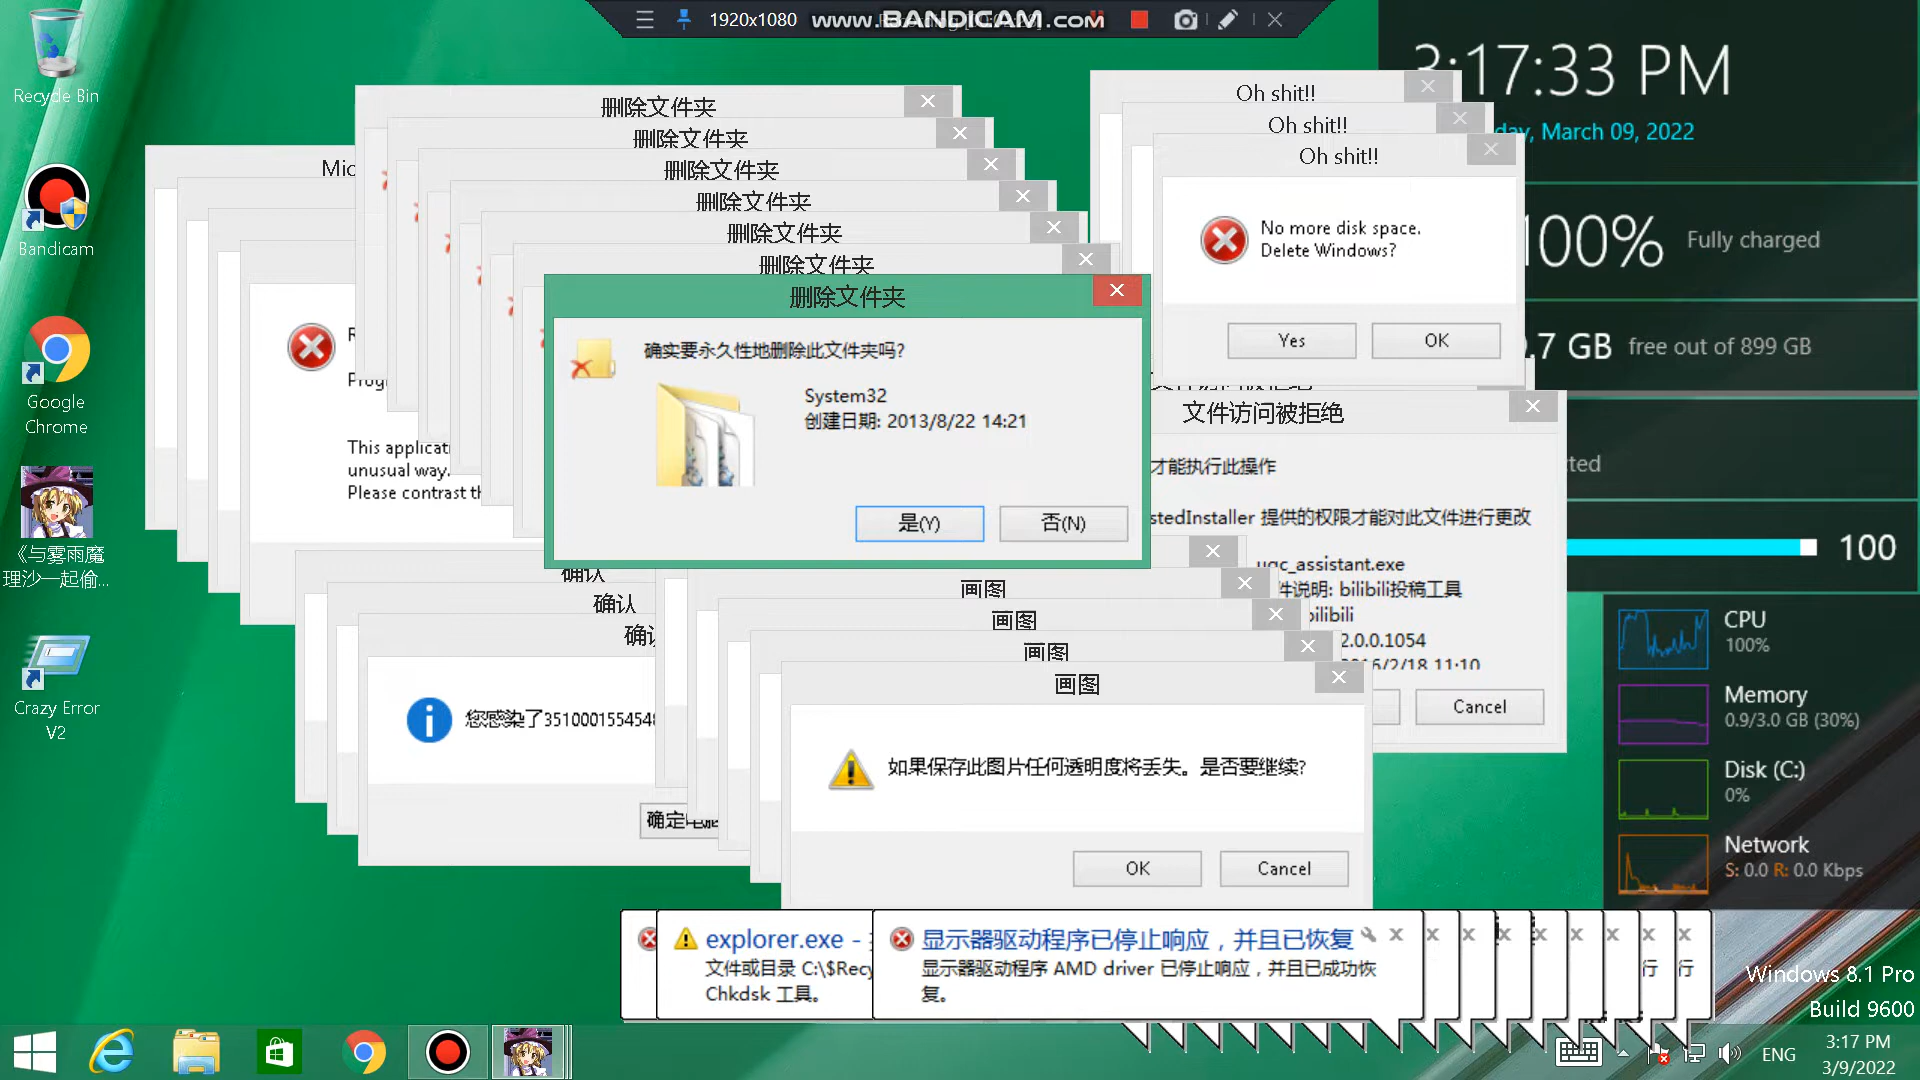 1920x1080
www.BANDICAM.com
Recycle Bin
Bandicam
Google
Chrome
《与雾雨魔
理沙一起偷...
Crazy Error
V2
3:17:33 PM
day, March 09, 2022
100%
Fully charged
.7 GB
free out of 899 GB
100
CPU
100%
Memory
0.9/3.0 GB (30%)
Disk (C:)
0%
Network
S: 0.0 R: 0.0 Kbps
Mic
This applicati
unusual way.
Please contrast th
删除文件夹
删除文件夹
删除文件夹
删除文件夹
删除文件夹
删除文件夹
删除文件夹
确实要永久性地删除此文件夹吗?
System32
创建日期: 2013/8/22 14:21
是(Y)
否(N)
Oh shit!!
Oh shit!!
Oh shit!!
No more disk space.
Delete Windows?
Yes
OK
文件访问被拒绝
才能执行此操作
stedInstaller 提供的权限才能对此文件进行更改
ugc_assistant.exe
件说明: bilibili投稿工具
bilibili
2.0.0.1054
2016/2/18 11:10
Cancel
确认
确认
确认
您感染了351000155454
确定电脑
画图
画图
画图
画图
如果保存此图片任何透明度将丢失。是否要继续?
OK
Cancel
explorer.exe -
文件或目录 C:\$Recy
Chkdsk 工具。
显示器驱动程序已停止响应，并且已恢复
显示器驱动程序 AMD driver 已停止响应，并且已成功恢
复。
行
行
Windows 8.1 Pro
Build 9600
ENG
3:17 PM
3/9/2022